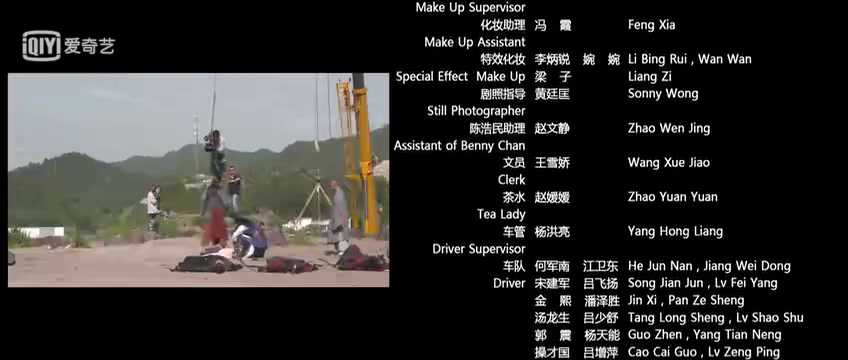 iQIYI 爱奇艺
Make Up Supervisor
化妆助理 冯 霞 Feng Xia
Make Up Assistant
特效化妆 李炳锐 婉 婉 Li Bing Rui , Wan Wan
Special Effect Make Up 梁 子 Liang Zi
剧照指导 黄廷匡 Sonny Wong
Still Photographer
陈浩民助理 赵文静 Zhao Wen Jing
Assistant of Benny Chan
文员 王雪娇 Wang Xue Jiao
Clerk
茶水 赵媛媛 Zhao Yuan Yuan
Tea Lady
车管 杨洪亮 Yang Hong Liang
Driver Supervisor
车队 何军南 江卫东 He Jun Nan , Jiang Wei Dong
Driver 宋建军 吕飞扬 Song Jian Jun , Lv Fei Yang
金 熙 潘泽胜 Jin Xi , Pan Ze Sheng
汤龙生 吕少舒 Tang Long Sheng , Lv Shao Shu
郭 震 杨天能 Guo Zhen , Yang Tian Neng
操才国 吕增萍 Cao Cai Guo , Lv Zeng Ping